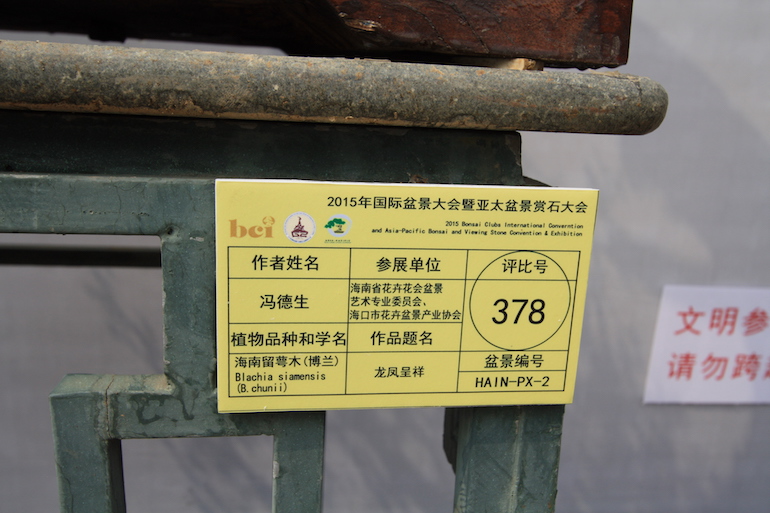 2015年国际盆景大会暨亚太盆景赏石大会
bci
2015 Bonsai Clubs International Converntion
and Asia-Pacific Bonsai and Viewing Stone Convention & Exhibition
作者姓名
参展单位
评比号
冯德生
海南省花卉花会盆景
艺术专业委员会、
海口市花卉盆景产业协会
378
植物品种和学名
作品题名
盆景编号
海南留萼木(博兰)
Blachia siamensis
(B.chunii)
龙凤呈祥
HAIN-PX-2
文明参
请勿跨